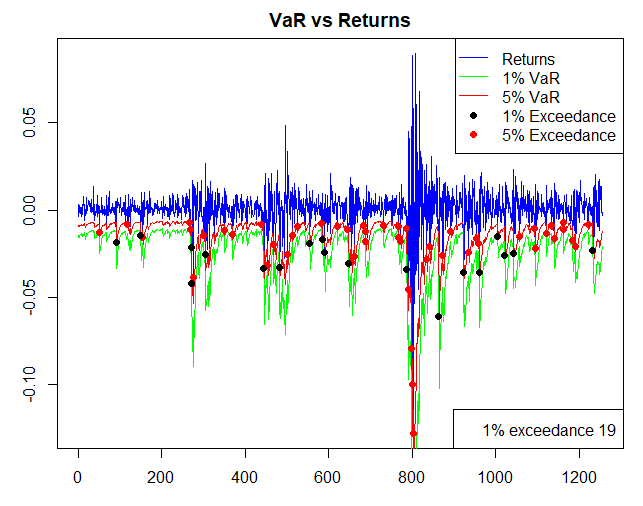 VaR vs Returns
Returns
1% VaR
5% VaR
1% Exceedance
5% Exceedance
0.05
0.00
-0.05
-0.10
1% exceedance 19
0 200 400 600 800 1000 1200